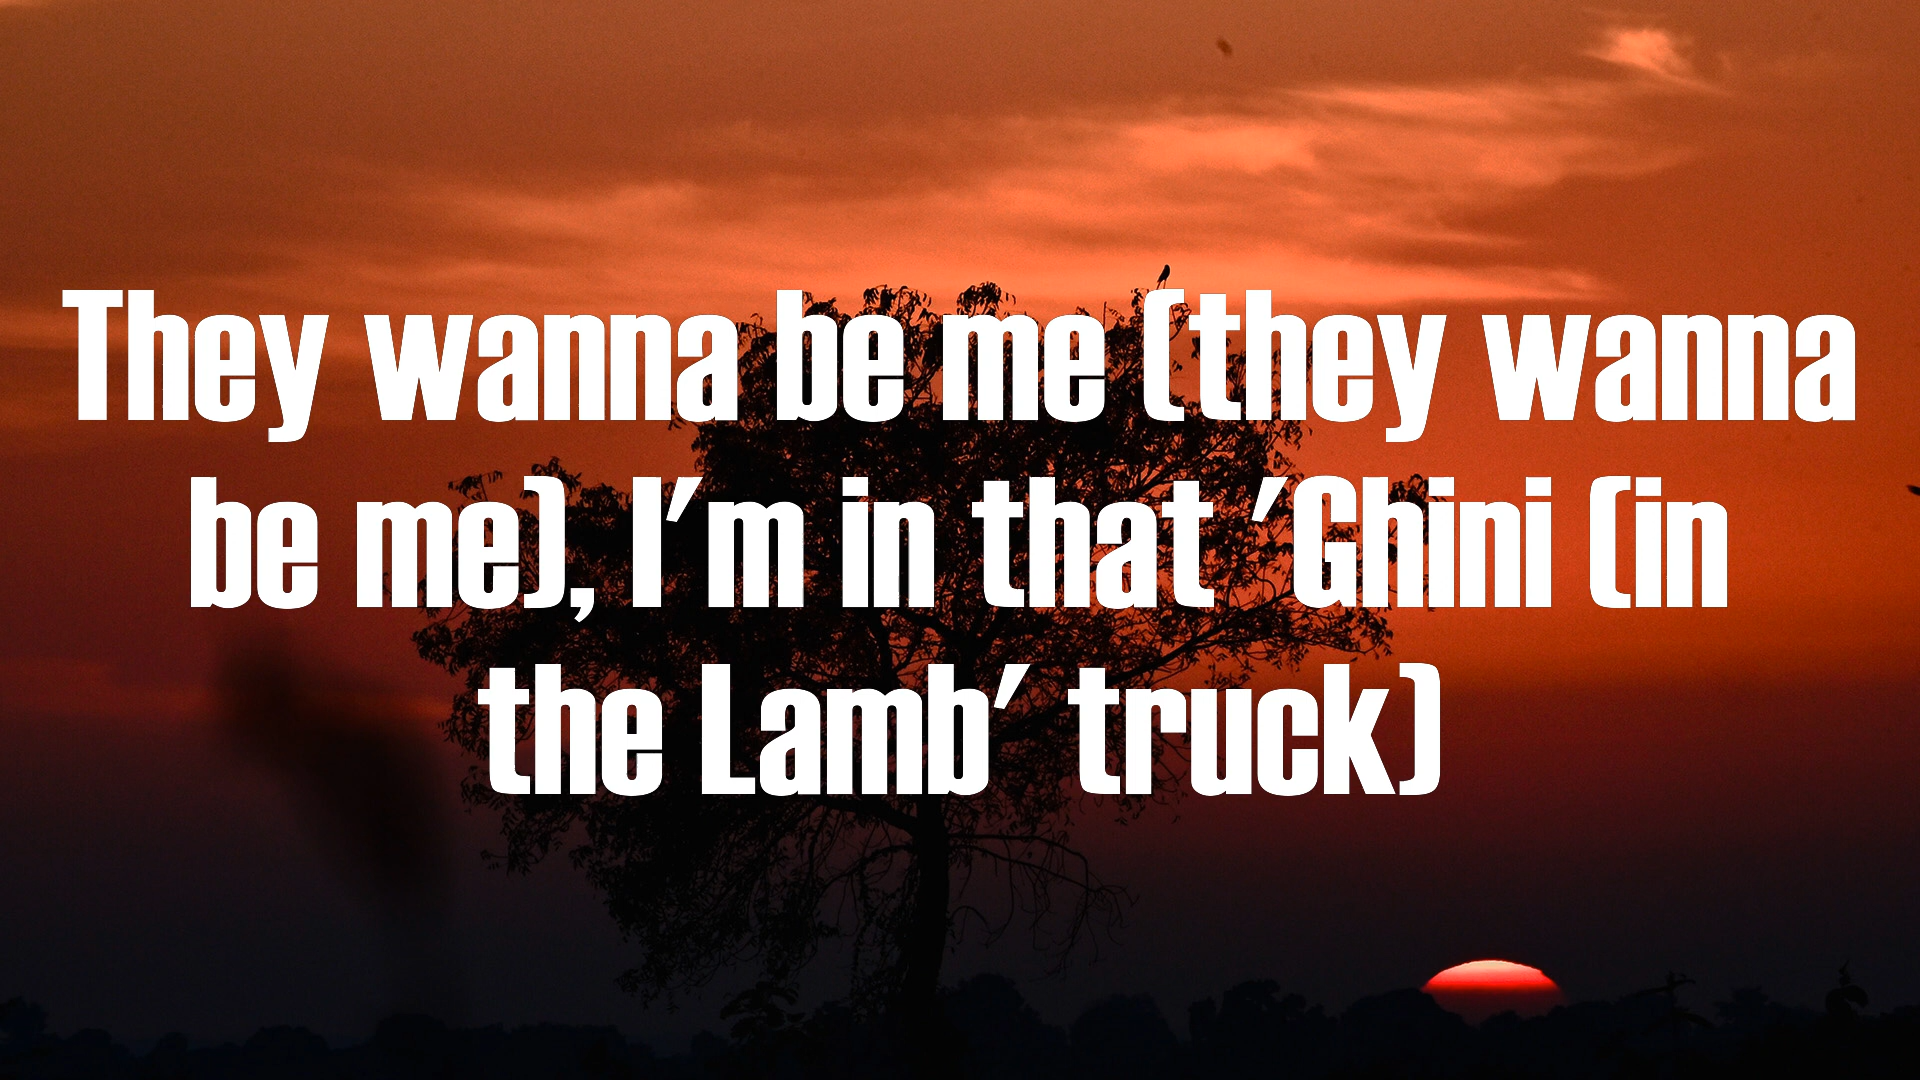 They wanna be me (they wanna
be me), I'm in that 'Ghini (in
the Lamb' truck)